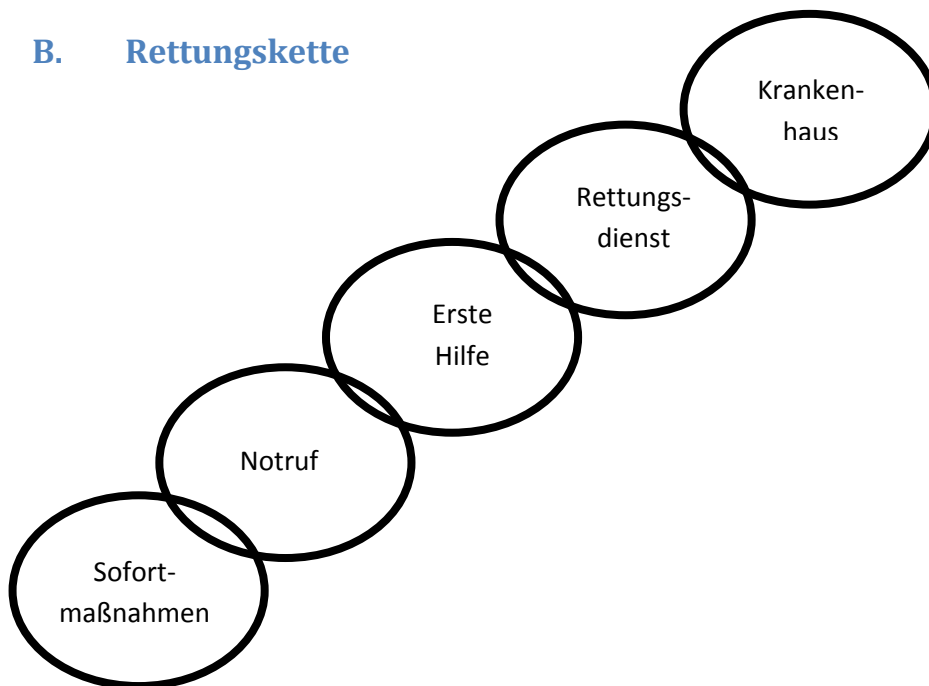 B. Rettungskette
Kranken-
haus
Rettungs-
dienst
Erste
Hilfe
Notruf
Sofort-
maßnahmen